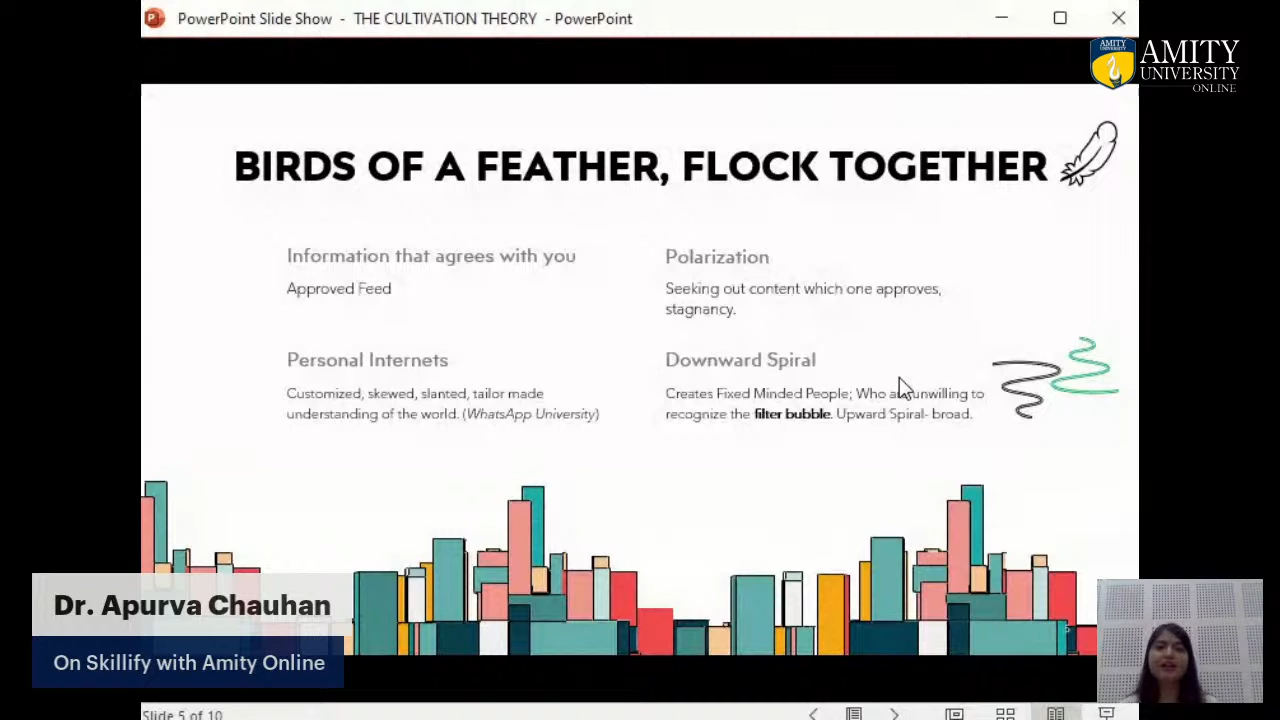 PowerPoint Slide Show - THE CULTIVATION THEORY - PowerPoint
AMITY
UNIVERSITY
ONLINE
AMITY
UNIVERSITY
BIRDS OF A FEATHER, FLOCK TOGETHER
Information that agrees with you
Approved Feed
Polarization
Seeking out content which one approves,
stagnancy.
Personal Internets
Customized, skewed, slanted, tailor made
understanding of the world. (WhatsApp University)
Downward Spiral
Creates Fixed Minded People; Who are unwilling to
recognize the filter bubble. Upward Spiral- broad.
Dr. Apurva Chauhan
On Skillify with Amity Online
Slide 5 of 10